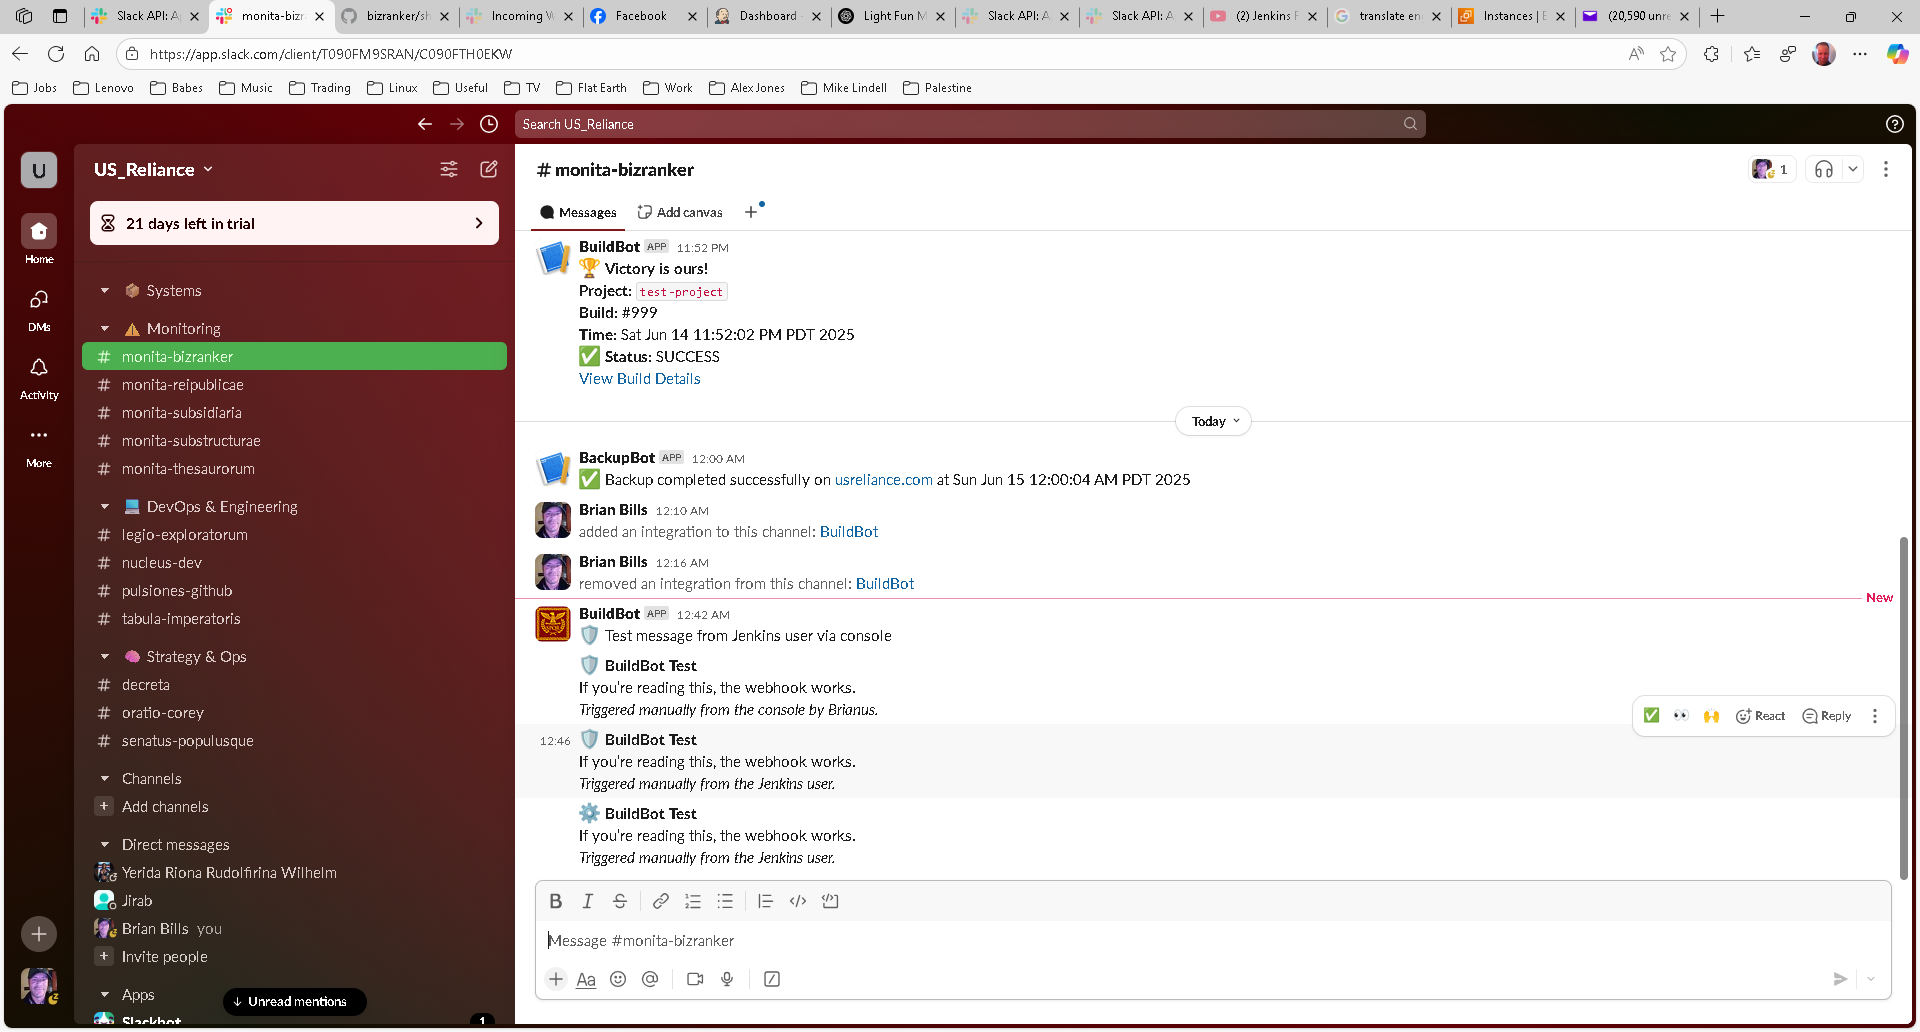 Slack API: A
monita-bizr
bizranker/sh
Incoming W
Facebook
Dashboard
Light Fun M
Slack API: A
Slack API: A
(2) Jenkins F
translate en
Instances | E
(20,590 unre
https://app.slack.com/client/T090FM9SRAN/C090FTH0EKW
Jobs
Lenovo
Babes
Music
Trading
Linux
Useful
TV
Flat Earth
Work
Alex Jones
Mike Lindell
Palestine
Search US_Reliance
U
Home
DMs
Activity
More
US_Reliance
21 days left in trial
Systems
Monitoring
# monita-bizranker
# monita-reipublicae
# monita-subsidiaria
# monita-substructurae
# monita-thesaurorum
DevOps & Engineering
# legio-exploratorum
# nucleus-dev
# pulsiones-github
# tabula-imperatoris
Strategy & Ops
# decreta
# oratio-corey
# senatus-populusque
Channels
+ Add channels
Direct messages
Yerida Riona Rudolfirina Wilhelm
Jirab
Brian Bills you
+ Invite people
Apps
↓ Unread mentions
Slackbot
1
# monita-bizranker
1
Messages
Add canvas
+
BuildBot APP 11:52 PM
🏆 Victory is ours!
Project: test-project
Build: #999
Time: Sat Jun 14 11:52:02 PM PDT 2025
✅ Status: SUCCESS
View Build Details
Today
BackupBot APP 12:00 AM
✅ Backup completed successfully on usreliance.com at Sun Jun 15 12:00:04 AM PDT 2025
Brian Bills 12:10 AM
added an integration to this channel: BuildBot
Brian Bills 12:16 AM
removed an integration from this channel: BuildBot
New
BuildBot APP 12:42 AM
🛡️ Test message from Jenkins user via console
🛡️ BuildBot Test
If you're reading this, the webhook works.
Triggered manually from the console by Brianus.
React
Reply
12:46 🛡️ BuildBot Test
If you're reading this, the webhook works.
Triggered manually from the Jenkins user.
⚙️ BuildBot Test
If you're reading this, the webhook works.
Triggered manually from the Jenkins user.
B I S
Message #monita-bizranker
+ Aa @